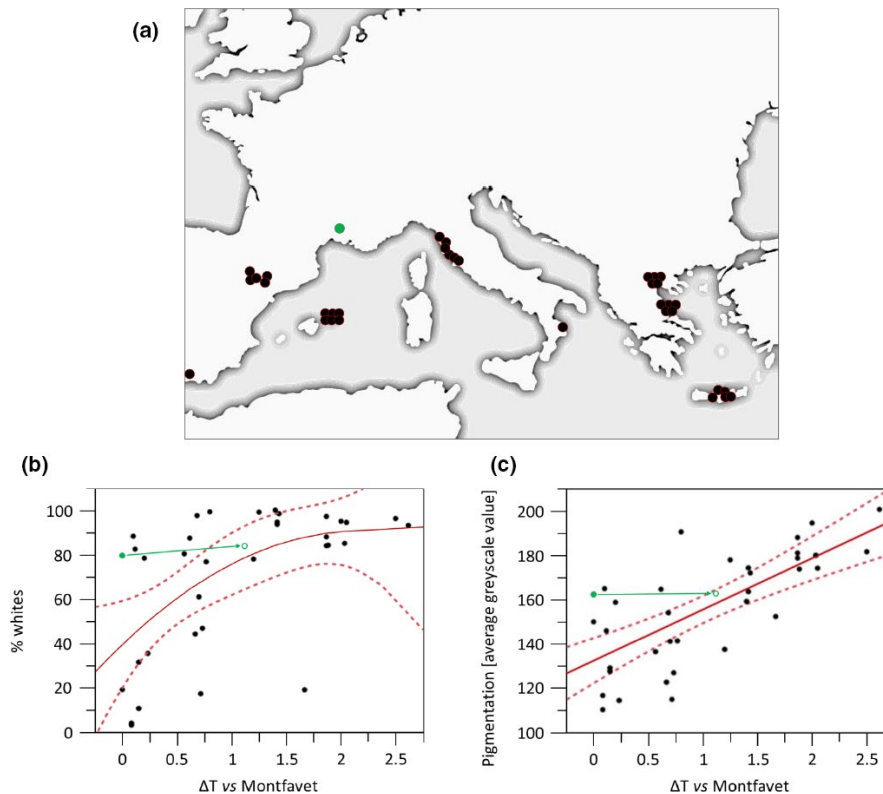 (a)
(b)
% whites
100
80
60
40
20
0
0 0.5 1 1.5 2 2.5
ΔT vs Montfavet
(c)
Pigmentation [average greyscale value]
210
200
180
160
140
120
100
0 0.5 1 1.5 2 2.5
ΔT vs Montfavet